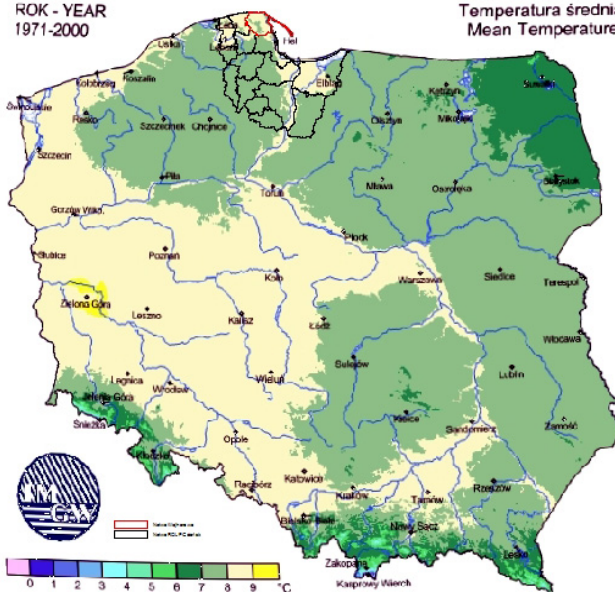 ROK - YEAR
1971-2000
Temperatura średnia
Mean Temperature
Łeba
Hel
Ustka
Lębork
Koszalin
Kołobrzeg
Elbląg
Kętrzyn
Suwałki
Świnoujście
Resko
Szczecinek
Chojnice
Olsztyn
Mikołajki
Szczecin
Piła
Białystok
Toruń
Mława
Ostrołęka
Gorzów Wlkp.
Płock
Słubice
Poznań
Koło
Warszawa
Siedlce
Terespol
Zielona Góra
Leszno
Kalisz
Łódź
Włodawa
Sulejów
Legnica
Wrocław
Wieluń
Lublin
Jelenia Góra
Śnieżka
Kielce
Sandomierz
Zamość
Opole
Kłodzko
Racibórz
Katowice
Kraków
Tarnów
Rzeszów
Bielsko-Biała
Nowy Sącz
Lesko
Zakopane
Kasprowy Wierch
IM
GW
0 1 2 3 4 5 6 7 8 9 °C